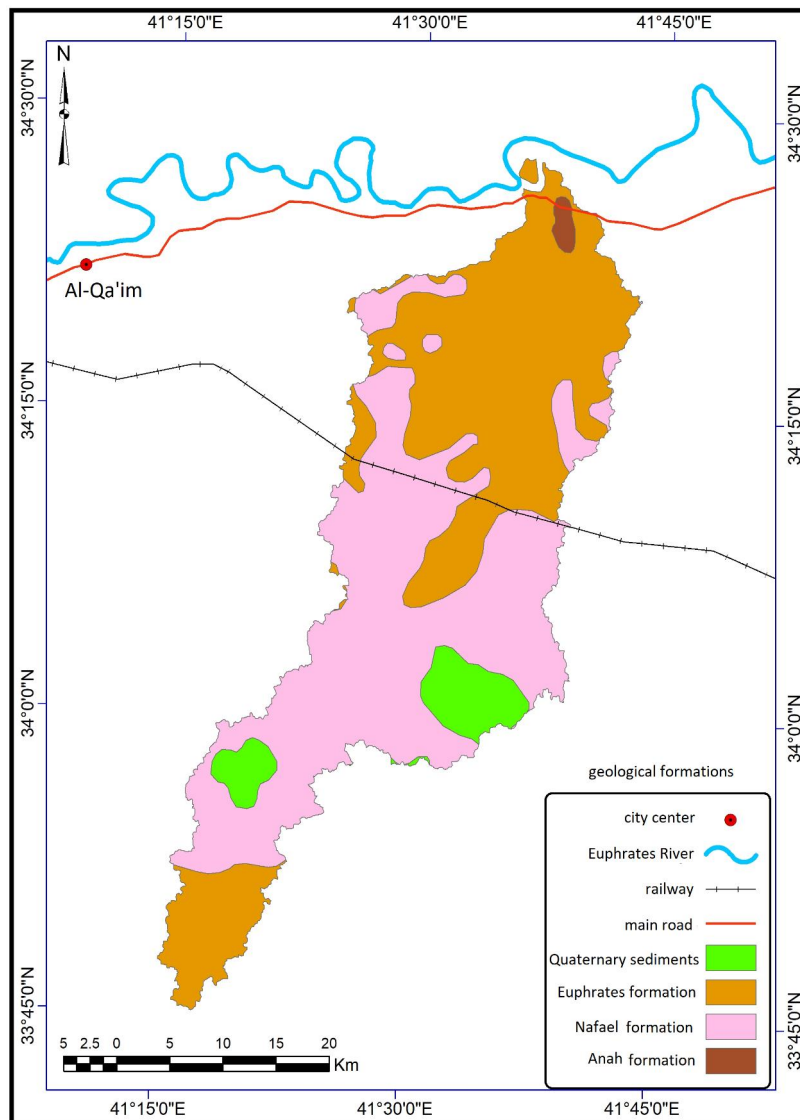 41°15'0"E 41°30'0"E 41°45'0"E
N
34°30'0"N
34°30'0"N
Al-Qa'im
34°15'0"N
34°15'0"N
34°0'0"N
34°0'0"N
geological formations
city center
Euphrates River
railway
main road
Quaternary sediments
Euphrates formation
Nafael formation
Anah formation
33°45'0"N
33°45'0"N
5 2.5 0 5 10 15 20
Km
41°15'0"E 41°30'0"E 41°45'0"E